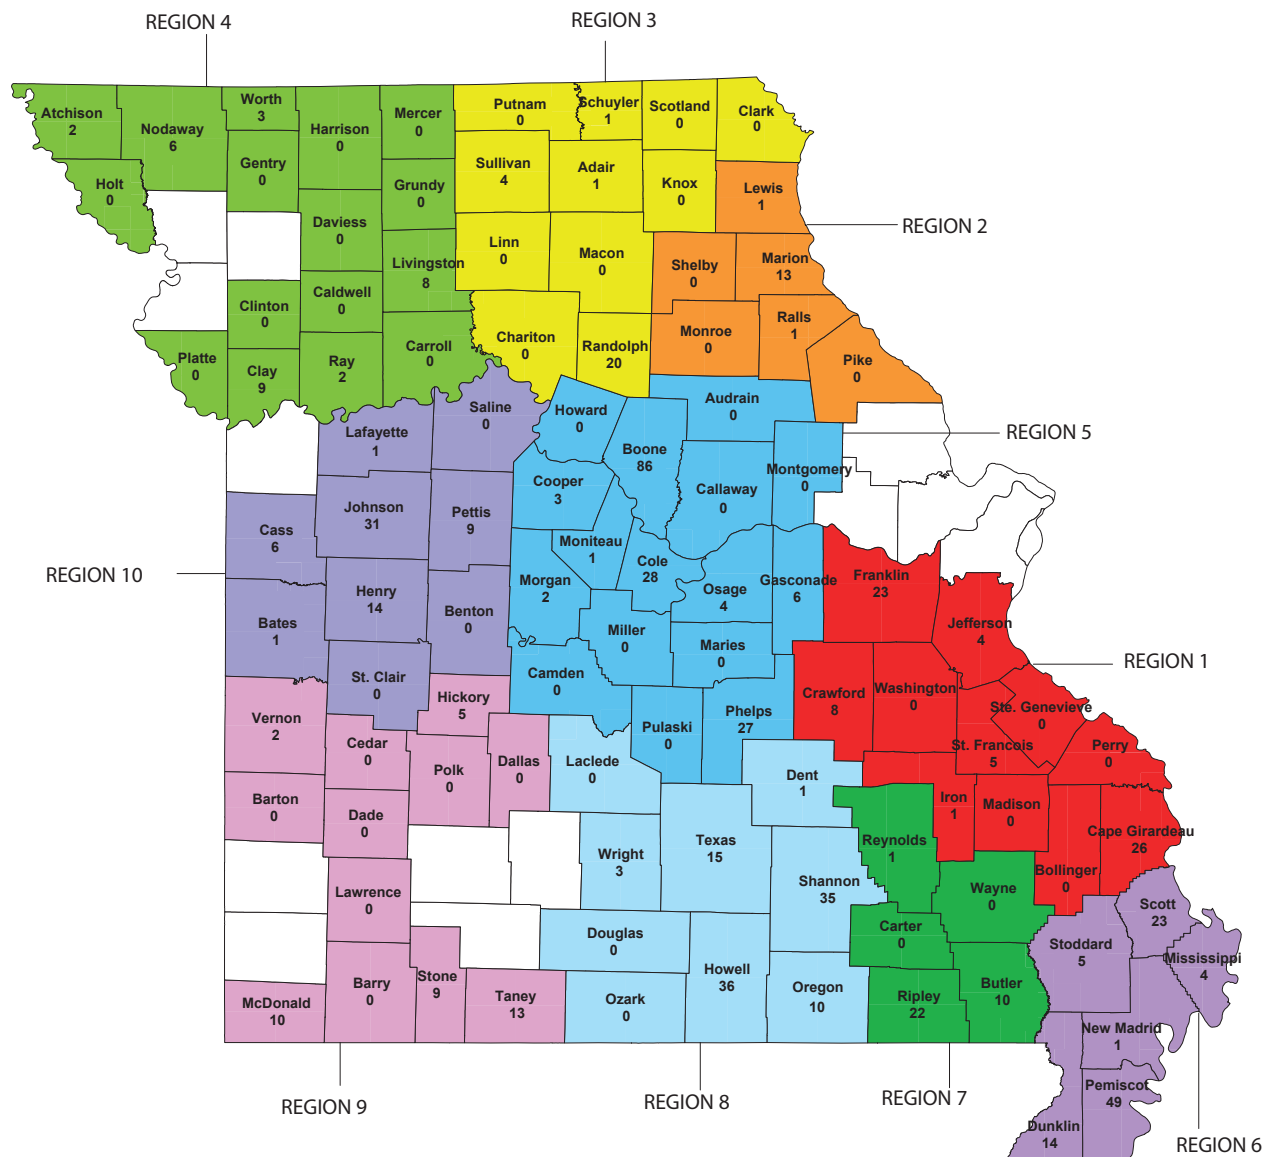 REGION 4
REGION 3
Atchison
2
Nodaway
6
Worth
3
Harrison
0
Mercer
0
Putnam
0
Schuyler
1
Scotland
0
Clark
0
Holt
0
Gentry
0
Grundy
0
Sullivan
4
Adair
1
Knox
0
Lewis
1
REGION 2
Daviess
0
Livingston
8
Linn
0
Macon
0
Shelby
0
Marion
13
Clinton
0
Caldwell
0
Chariton
0
Randolph
20
Monroe
0
Ralls
1
Pike
0
Platte
0
Clay
9
Ray
2
Carroll
0
Lafayette
1
Saline
0
Howard
0
Boone
86
Audrain
0
REGION 5
Johnson
31
Pettis
9
Cooper
3
Callaway
0
Montgomery
0
Cass
6
Moniteau
1
Cole
28
REGION 10
Henry
14
Benton
0
Morgan
2
Osage
4
Gasconade
6
Franklin
23
Bates
1
Miller
0
Maries
0
Jefferson
4
REGION 1
St. Clair
0
Hickory
5
Camden
0
Pulaski
0
Phelps
27
Crawford
8
Washington
0
Ste. Genevieve
0
St. Francois
5
Perry
0
Vernon
2
Cedar
0
Polk
0
Dallas
0
Laclede
0
Dent
1
Iron
1
Madison
0
Barton
0
Dade
0
Wright
3
Texas
15
Reynolds
1
Bollinger
0
Cape Girardeau
26
Lawrence
0
Shannon
35
Wayne
0
Scott
23
Douglas
0
Carter
0
Stoddard
5
Mississippi
4
McDonald
10
Barry
0
Stone
9
Taney
13
Ozark
0
Howell
36
Oregon
10
Ripley
22
Butler
10
New Madrid
1
Pemiscot
49
Dunklin
14
REGION 9
REGION 8
REGION 7
REGION 6